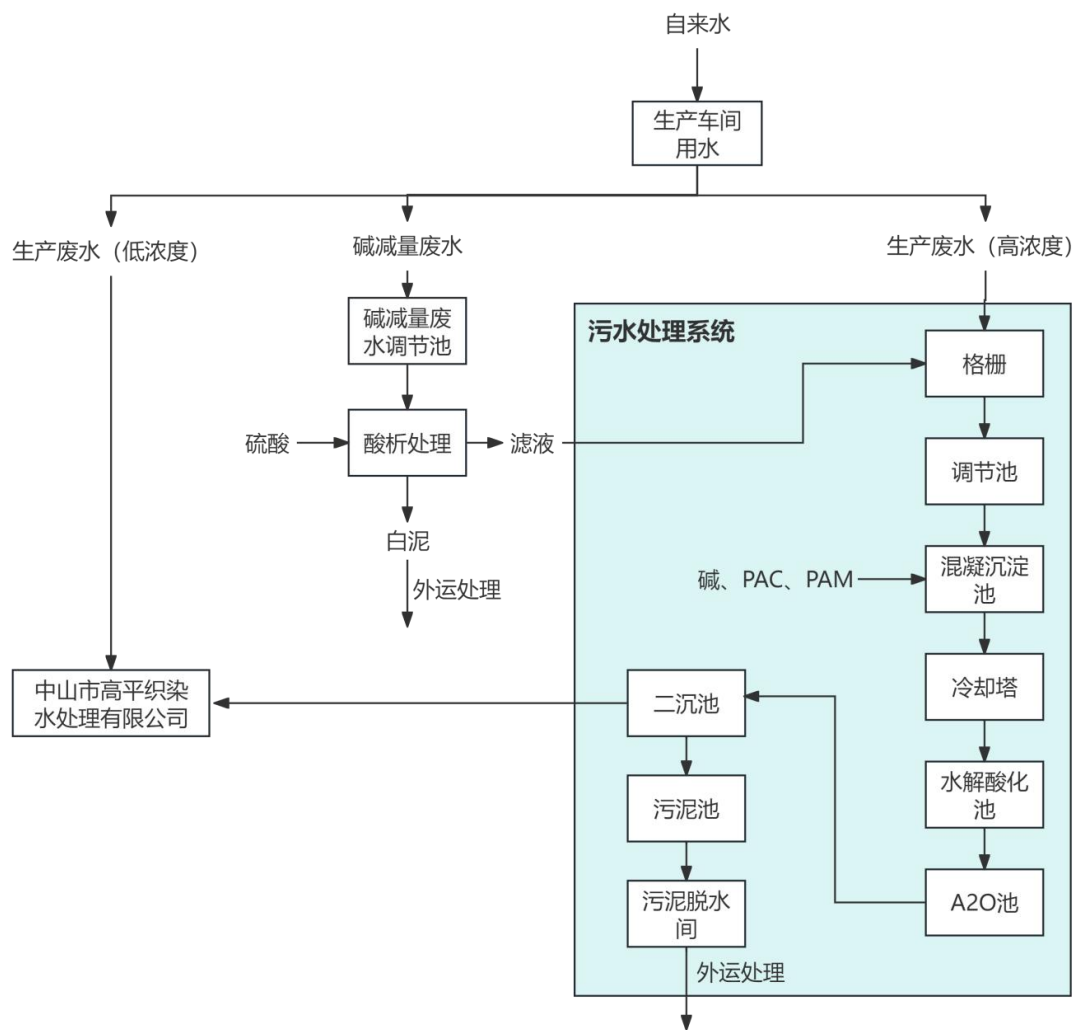 自来水
生产车间
用水
生产废水（低浓度）
碱减量废水
生产废水（高浓度）
碱减量废
水调节池
污水处理系统
格栅
硫酸
酸析处理
滤液
调节池
白泥
外运处理
碱、PAC、PAM
混凝沉淀
池
中山市高平织染
水处理有限公司
二沉池
冷却塔
污泥池
水解酸化
池
污泥脱水
间
A2O池
外运处理